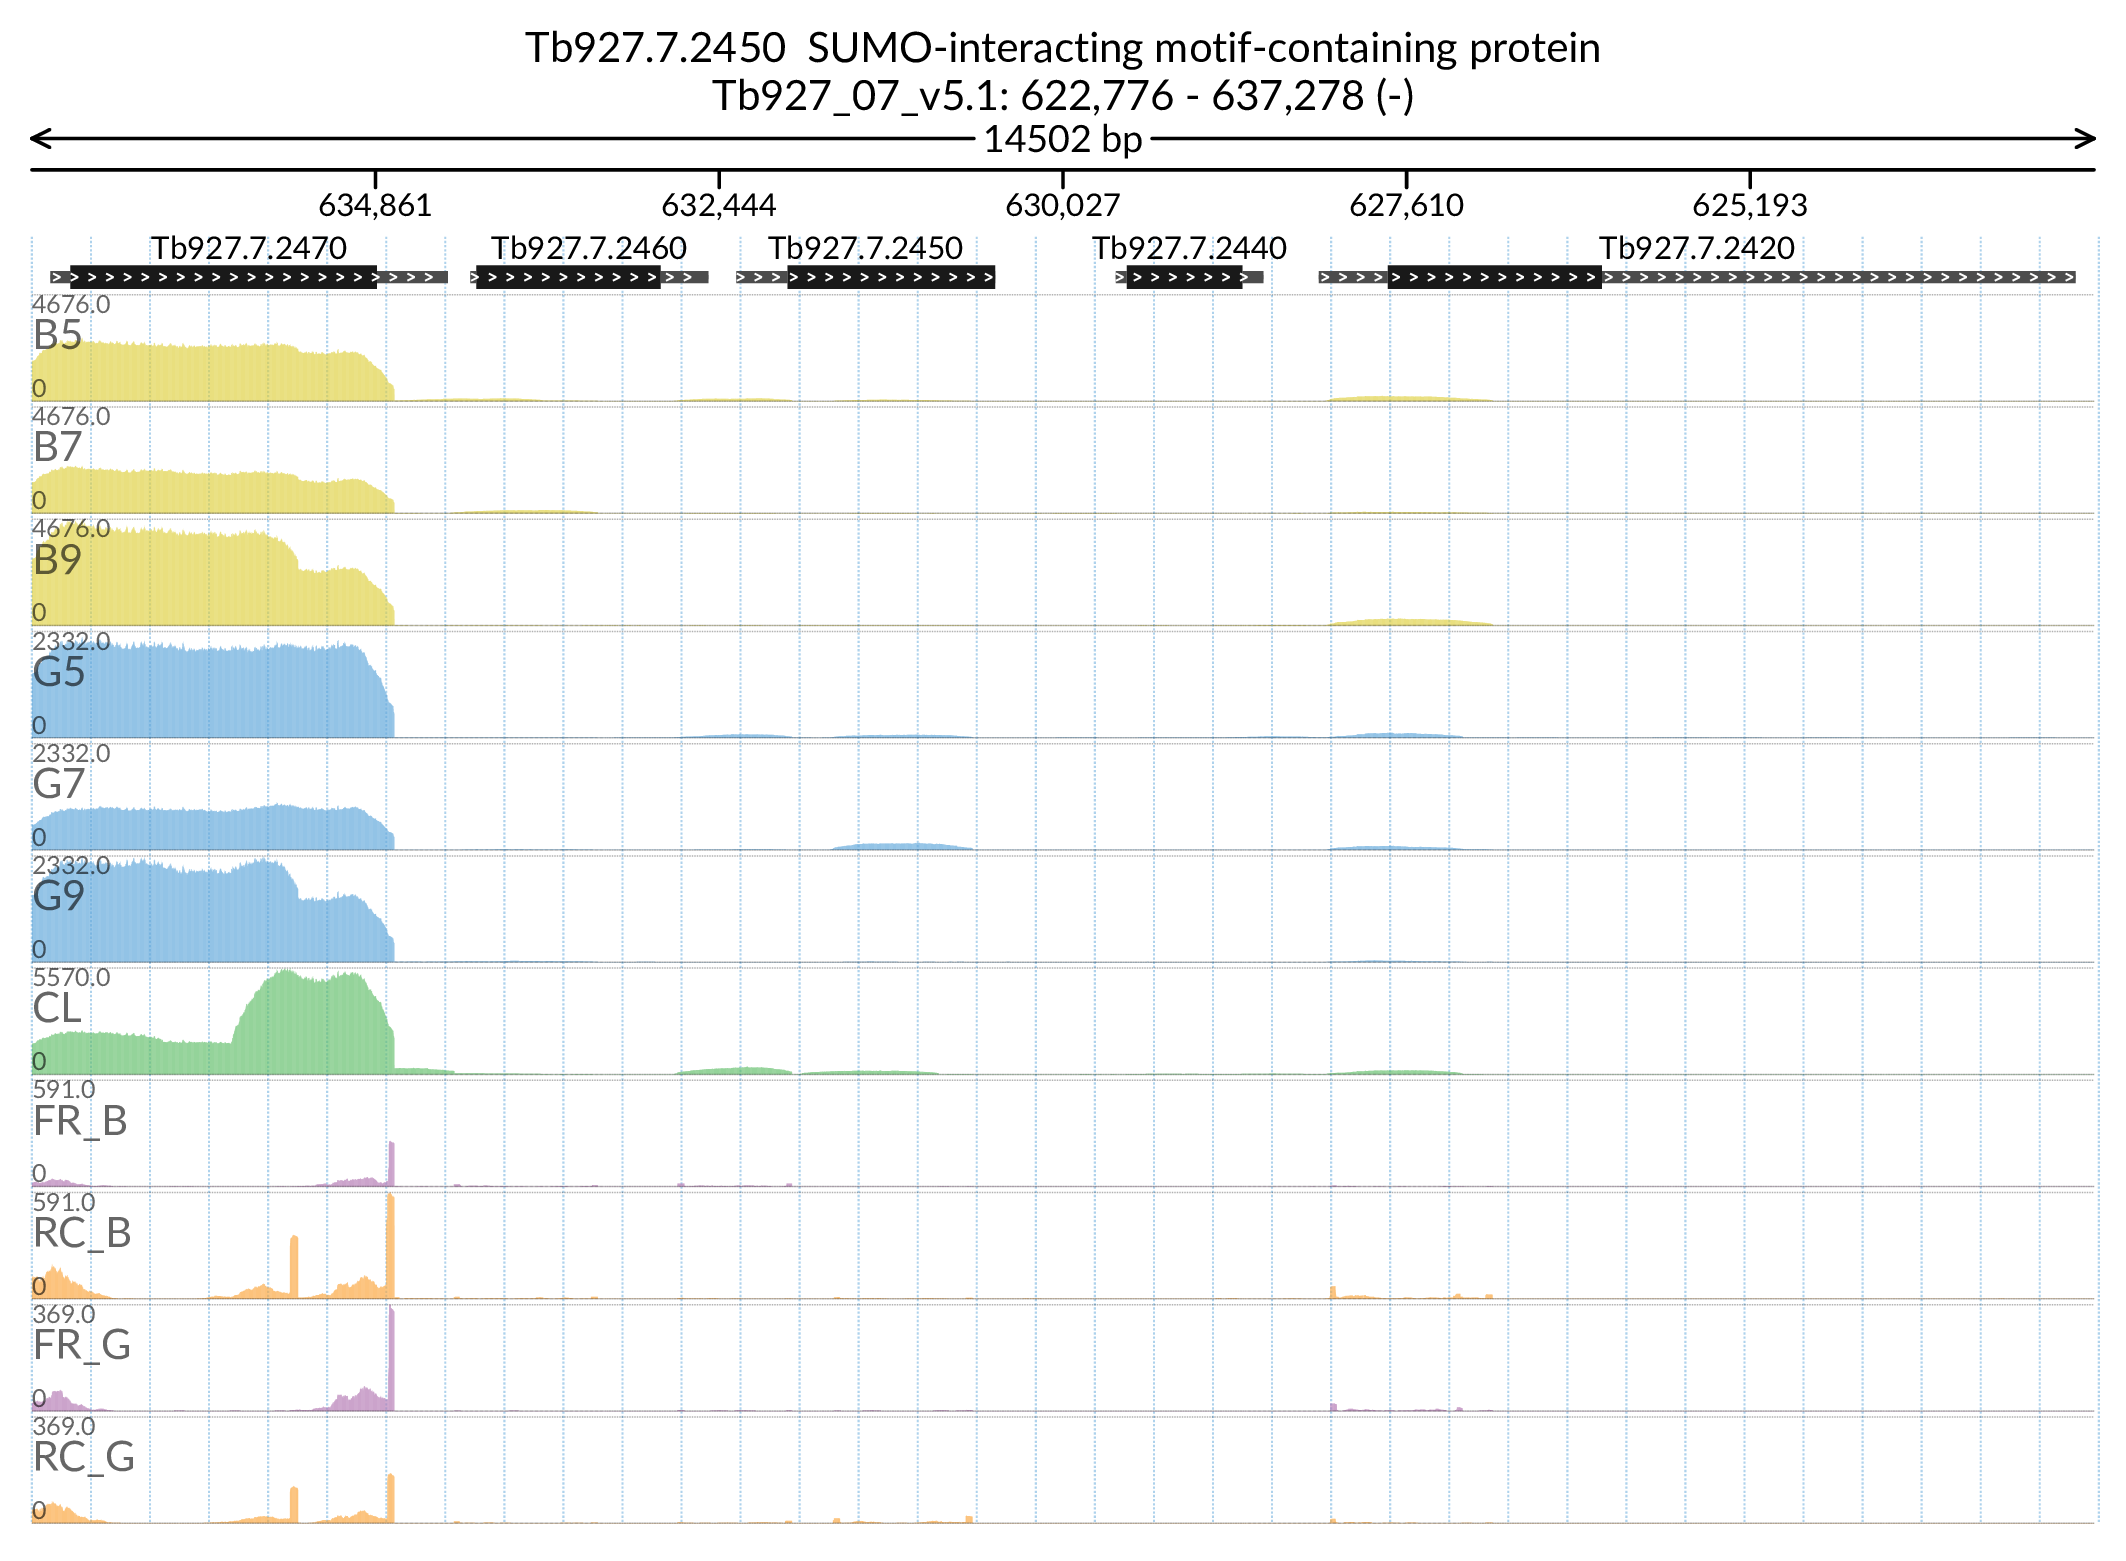 Tb927.7.2450 SUMO-interacting motif-containing protein
Tb927_07_v5.1: 622,776 - 637,278 (-)
14502 bp
634,861 632,444 630,027 627,610 625,193
Tb927.7.2470 Tb927.7.2460 Tb927.7.2450 Tb927.7.2440 Tb927.7.2420
4676.0
B5
0
4676.0
B7
0
4676.0
B9
0
2332.0
G5
0
2332.0
G7
0
2332.0
G9
0
5570.0
CL
0
591.0
FR_B
0
591.0
RC_B
0
369.0
FR_G
0
369.0
RC_G
0